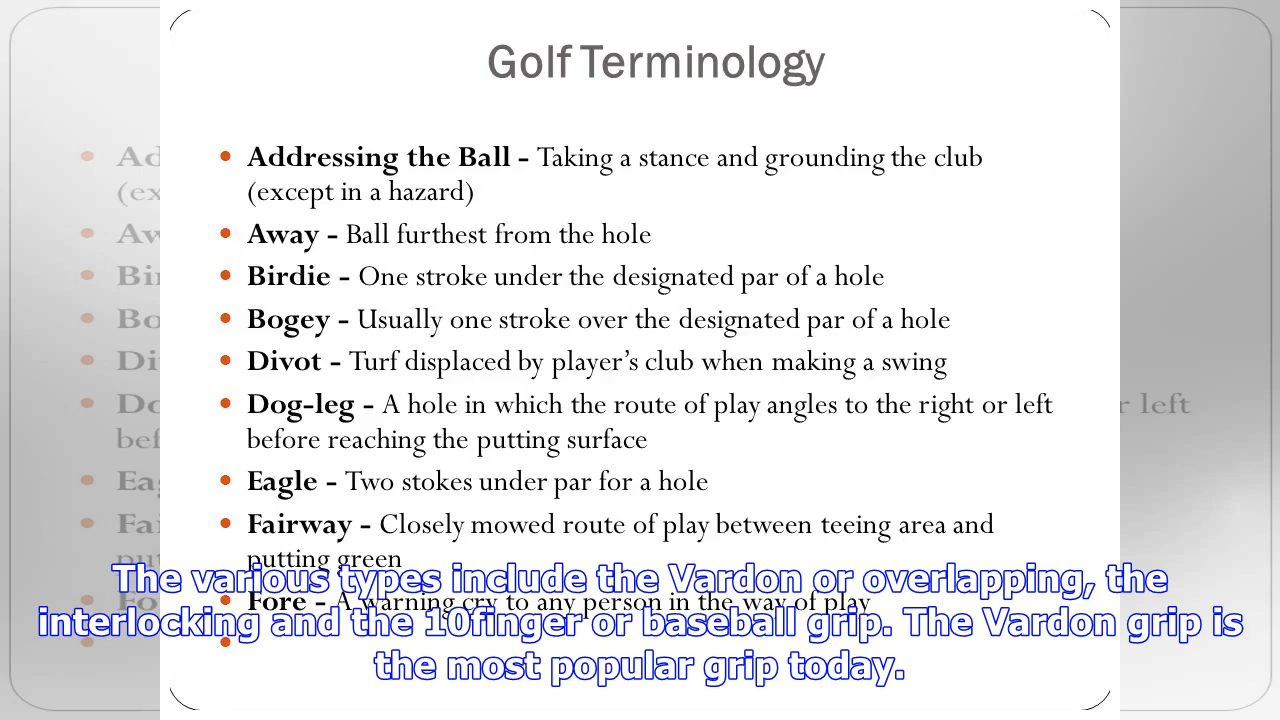 Golf Terminology
• Addressing the Ball - Taking a stance and grounding the club
(except in a hazard)
• Away - Ball furthest from the hole
• Birdie - One stroke under the designated par of a hole
• Bogey - Usually one stroke over the designated par of a hole
• Divot - Turf displaced by player's club when making a swing
• Dog-leg - A hole in which the route of play angles to the right or left
before reaching the putting surface
• Eagle - Two stokes under par for a hole
• Fairway - Closely mowed route of play between teeing area and
putting green
• Fore - A warning cry to any person in the way of play
The various types include the Vardon or overlapping, the
interlocking and the 10finger or baseball grip. The Vardon grip is
the most popular grip today.